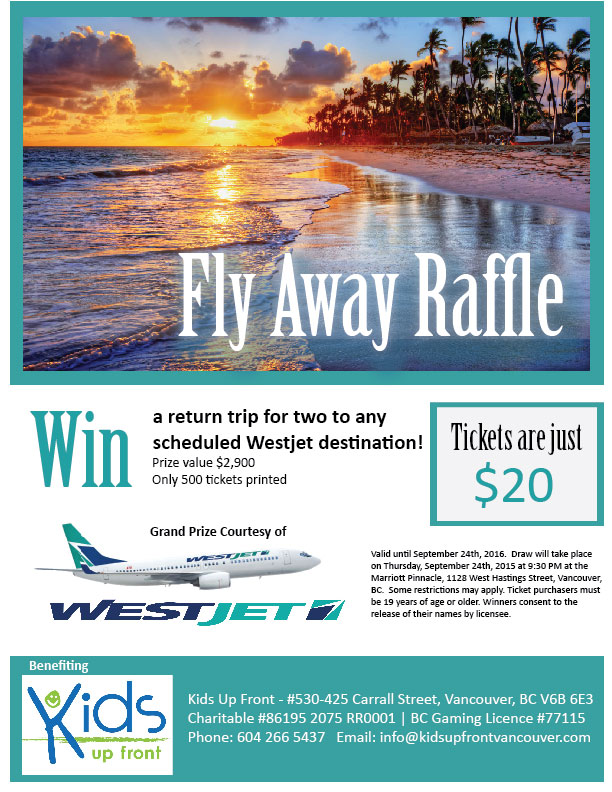 Fly Away Raffle
Win
a return trip for two to any
scheduled Westjet destination!
Prize value $2,900
Only 500 tickets printed
Tickets are just
$20
Grand Prize Courtesy of
WESTJET
WESTJET
Valid until September 24th, 2016.  Draw will take place
on Thursday, September 24th, 2015 at 9:30 PM at the
Marriott Pinnacle, 1128 West Hastings Street, Vancouver,
BC.  Some restrictions may apply. Ticket purchasers must
be 19 years of age or older. Winners consent to the
release of their names by licensee.
Benefiting
Kids
up front
Kids Up Front - #530-425 Carrall Street, Vancouver, BC V6B 6E3
Charitable #86195 2075 RR0001 | BC Gaming Licence #77115
Phone: 604 266 5437   Email: info@kidsupfrontvancouver.com